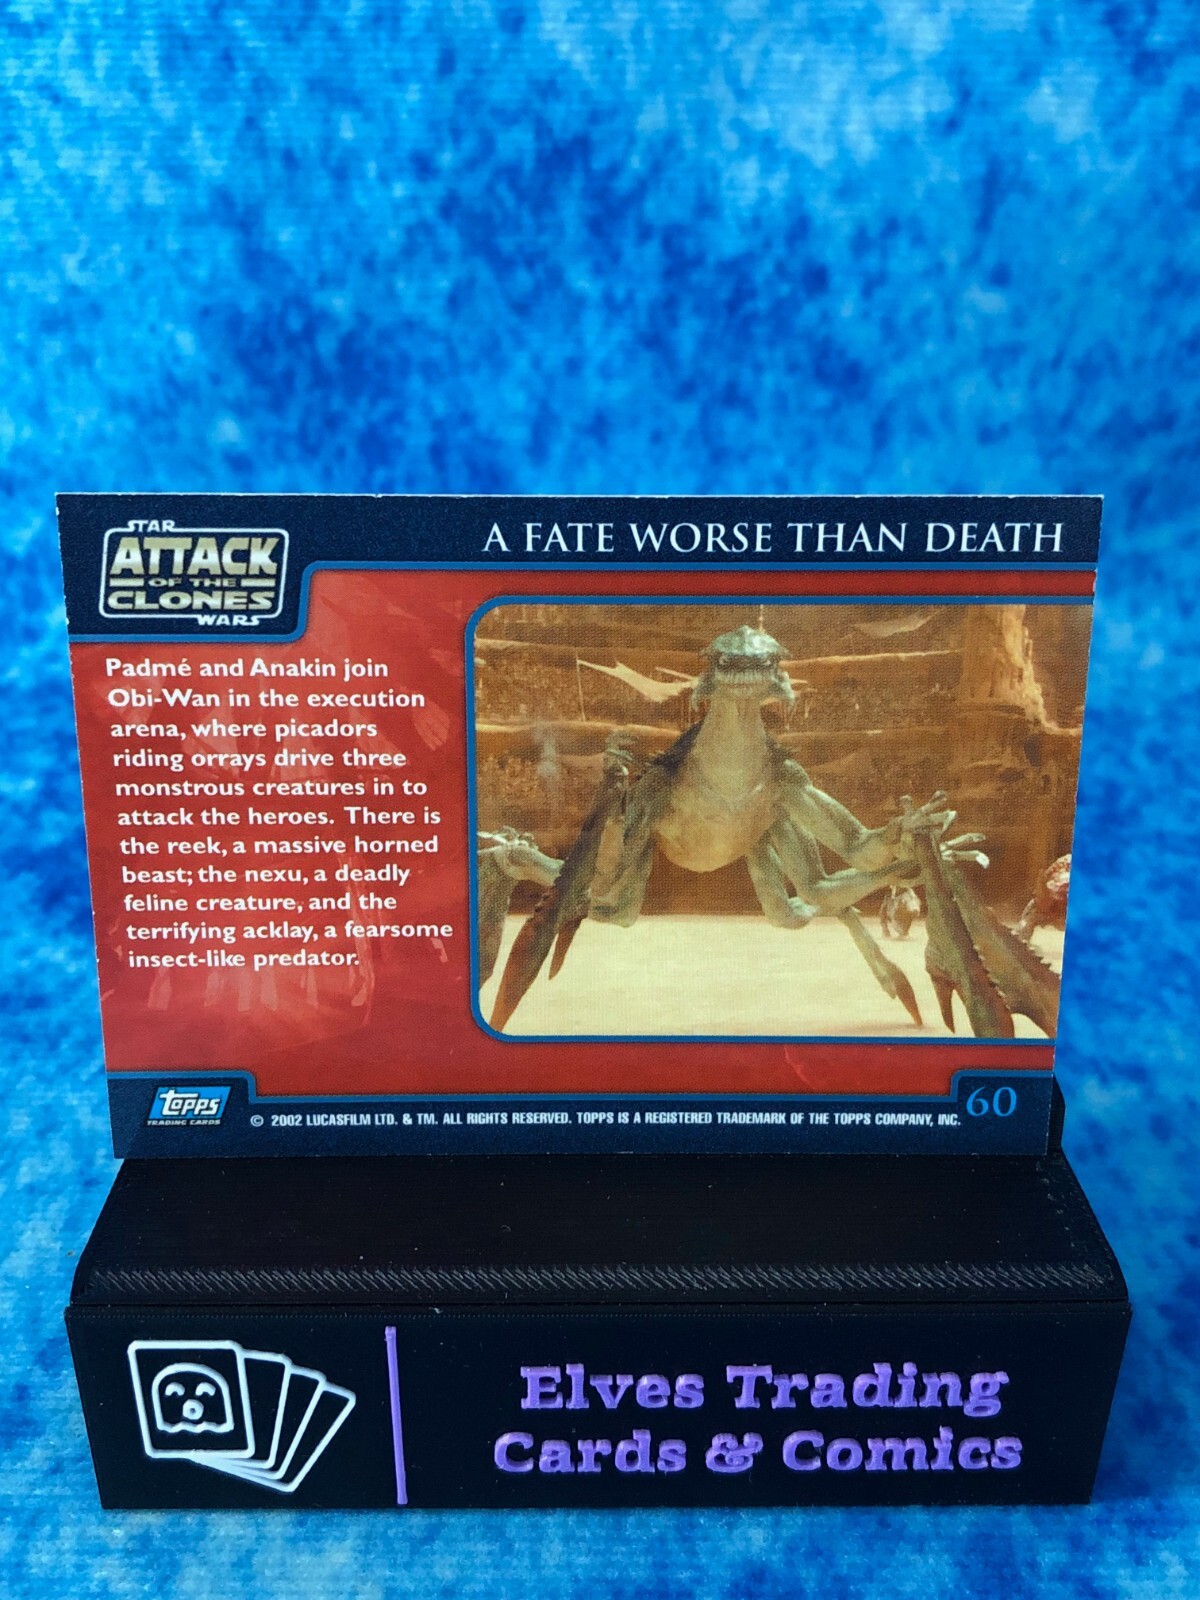 STAR
ATTACK
OF THE
CLONES
WARS
A FATE WORSE THAN DEATH
Padmé and Anakin join
Obi-Wan in the execution
arena, where picadors
riding orrays drive three
monstrous creatures in to
attack the heroes. There is
the reek, a massive horned
beast; the nexu, a deadly
feline creature, and the
terrifying acklay, a fearsome
insect-like predator.
topps
TRADING CARDS
© 2002 LUCASFILM LTD. & TM. ALL RIGHTS RESERVED. TOPPS IS A REGISTERED TRADEMARK OF THE TOPPS COMPANY, INC.
60
Elves Trading
Cards & Comics